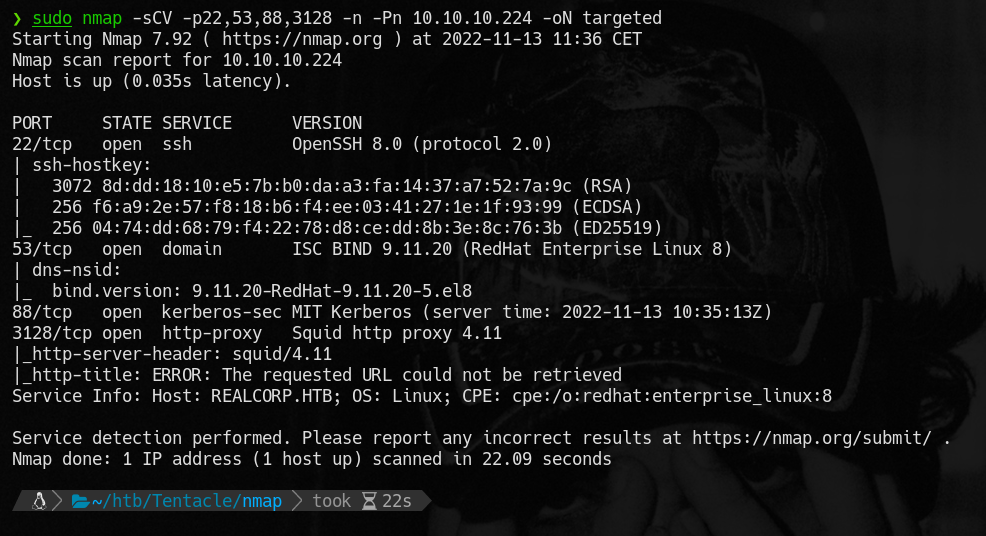 ❯ sudo nmap -sCV -p22,53,88,3128 -n -Pn 10.10.10.224 -oN targeted
Starting Nmap 7.92 ( https://nmap.org ) at 2022-11-13 11:36 CET
Nmap scan report for 10.10.10.224
Host is up (0.035s latency).

PORT     STATE SERVICE      VERSION
22/tcp   open  ssh          OpenSSH 8.0 (protocol 2.0)
| ssh-hostkey:
|   3072 8d:dd:18:10:e5:7b:b0:da:a3:fa:14:37:a7:52:7a:9c (RSA)
|   256 f6:a9:2e:57:f8:18:b6:f4:ee:03:41:27:1e:1f:93:99 (ECDSA)
|_  256 04:74:dd:68:79:f4:22:78:d8:ce:dd:8b:3e:8c:76:3b (ED25519)
53/tcp   open  domain       ISC BIND 9.11.20 (RedHat Enterprise Linux 8)
| dns-nsid:
|_  bind.version: 9.11.20-RedHat-9.11.20-5.el8
88/tcp   open  kerberos-sec MIT Kerberos (server time: 2022-11-13 10:35:13Z)
3128/tcp open  http-proxy   Squid http proxy 4.11
|_http-server-header: squid/4.11
|_http-title: ERROR: The requested URL could not be retrieved
Service Info: Host: REALCORP.HTB; OS: Linux; CPE: cpe:/o:redhat:enterprise_linux:8

Service detection performed. Please report any incorrect results at https://nmap.org/submit/ .
Nmap done: 1 IP address (1 host up) scanned in 22.09 seconds

~/htb/Tentacle/nmap took 22s